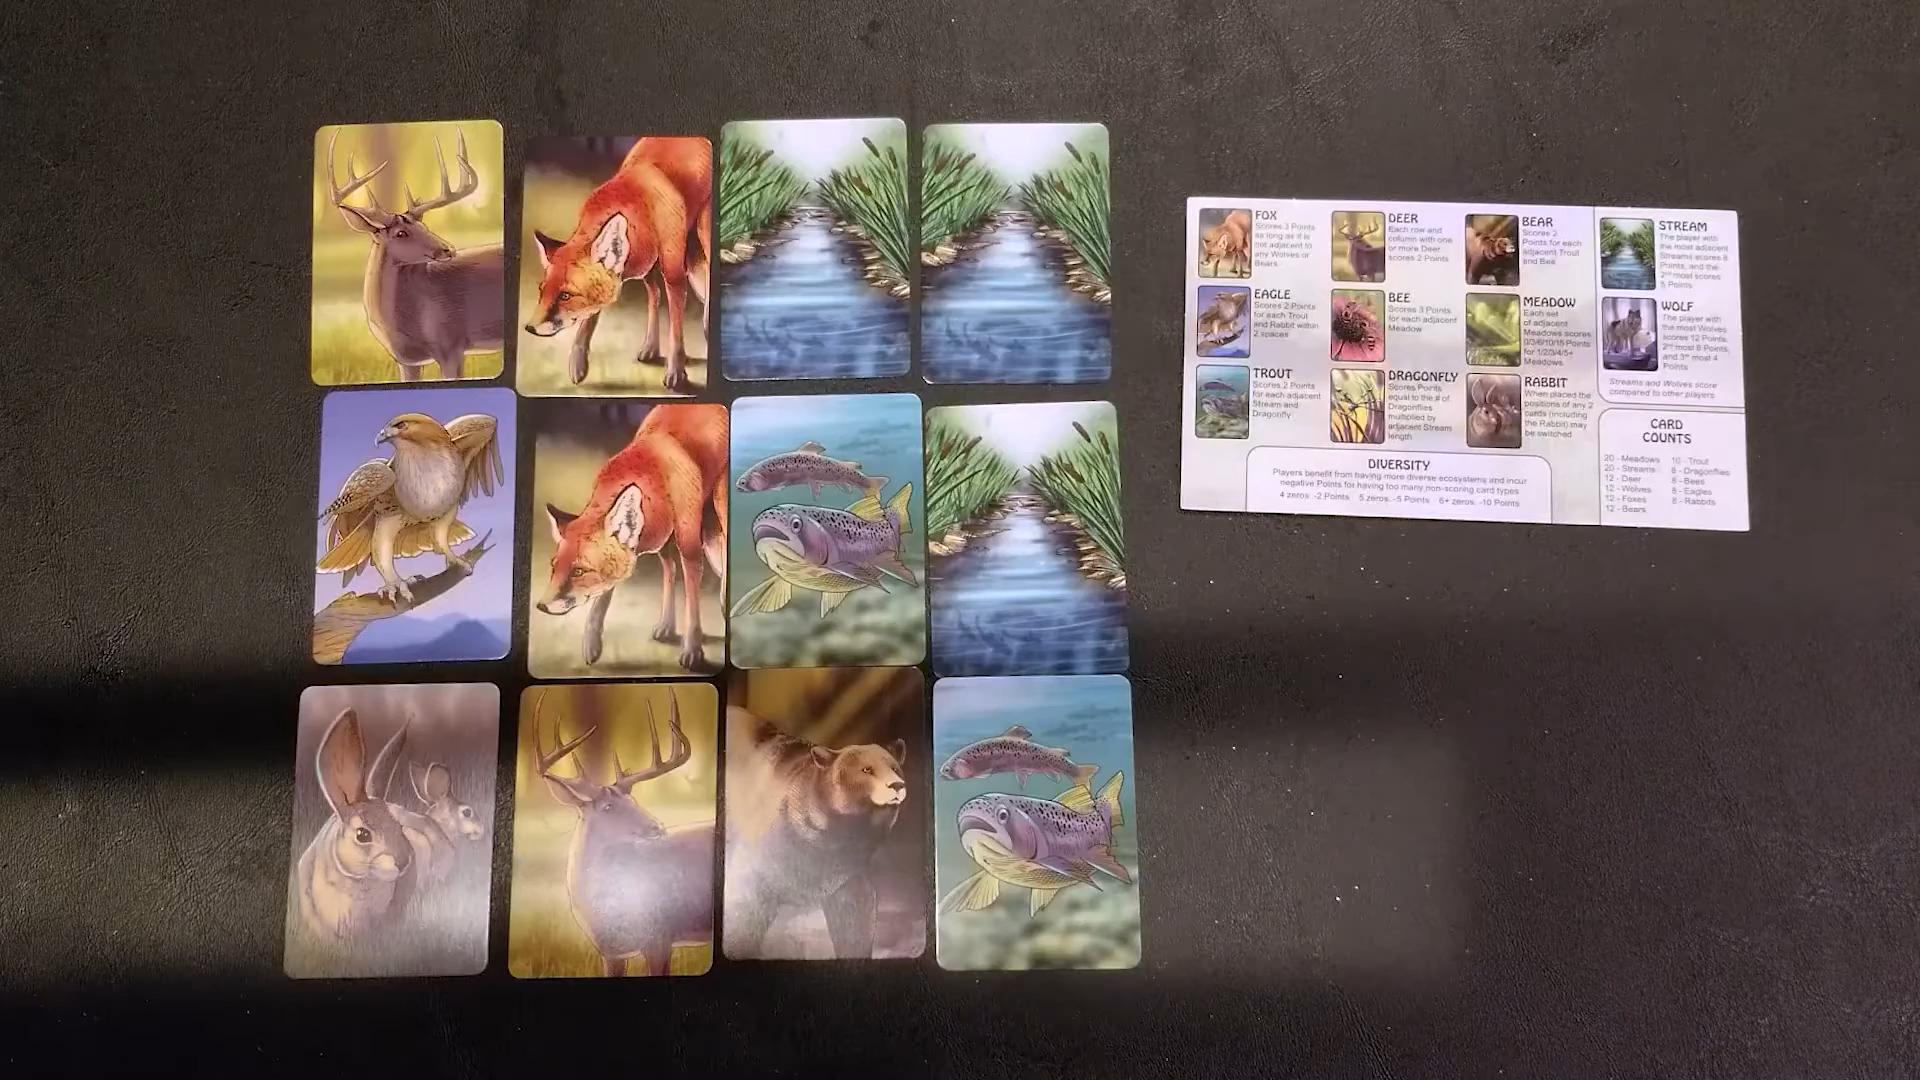 FOX
Scores 3 Points
as long as it is
not adjacent to
any Wolves or
Bears
DEER
Each row and
column with one
or more Deer
scores 2 Points
BEAR
Scores 2
Points for each
adjacent Trout
and Bee
STREAM
The player with
the most adjacent
Streams scores 8
Points, and the
2nd most scores
5 Points
EAGLE
Scores 2 Points
for each Trout
and Rabbit within
2 spaces
BEE
Scores 3 Points
for each adjacent
Meadow
MEADOW
Each set
of adjacent
Meadows scores
0/3/6/10/15 Points
for 1/2/3/4/5+
Meadows
WOLF
The player with
the most Wolves
scores 12 Points,
2nd most 8 Points,
and 3rd most 4
Points
TROUT
Scores 2 Points
for each adjacent
Stream and
Dragonfly
DRAGONFLY
Scores Points
equal to the # of
Dragonflies
multiplied by
adjacent Stream
length
RABBIT
When placed the
positions of any 2
cards (including
the Rabbit) may
be switched
Streams and Wolves score
compared to other players
DIVERSITY
Players benefit from having more diverse ecosystems and incur
negative Points for having too many non-scoring card types
4 zeros: -2 Points 5 zeros: -5 Points 6+ zeros: -10 Points
CARD
COUNTS
20 - Meadows 10 - Trout
20 - Streams 8 - Dragonflies
12 - Deer 8 - Bees
12 - Wolves 8 - Eagles
12 - Foxes 8 - Rabbits
12 - Bears